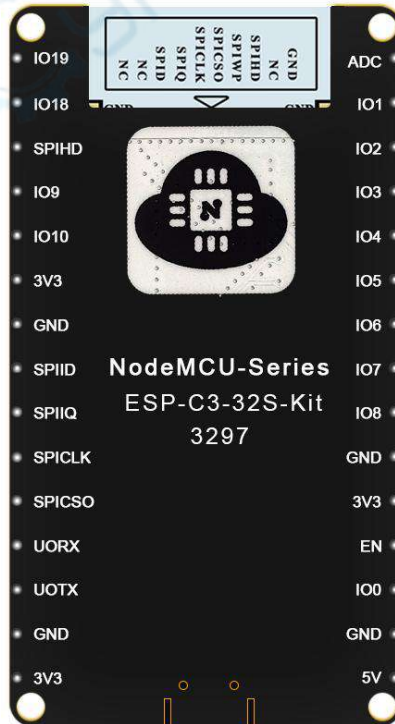 GND
NC
SPIHD
SPIWP
SPICSO
SPICLK
SPIQ
SPID
NC
NC
GND
GND
IO19
IO18
SPIHD
IO9
IO10
3V3
GND
SPIID
SPIIQ
SPICLK
SPICSO
UORX
UOTX
GND
3V3
NodeMCU-Series
ESP-C3-32S-Kit
3297
ADC
IO1
IO2
IO3
IO4
IO5
IO6
IO7
IO8
GND
3V3
EN
IO0
GND
5V